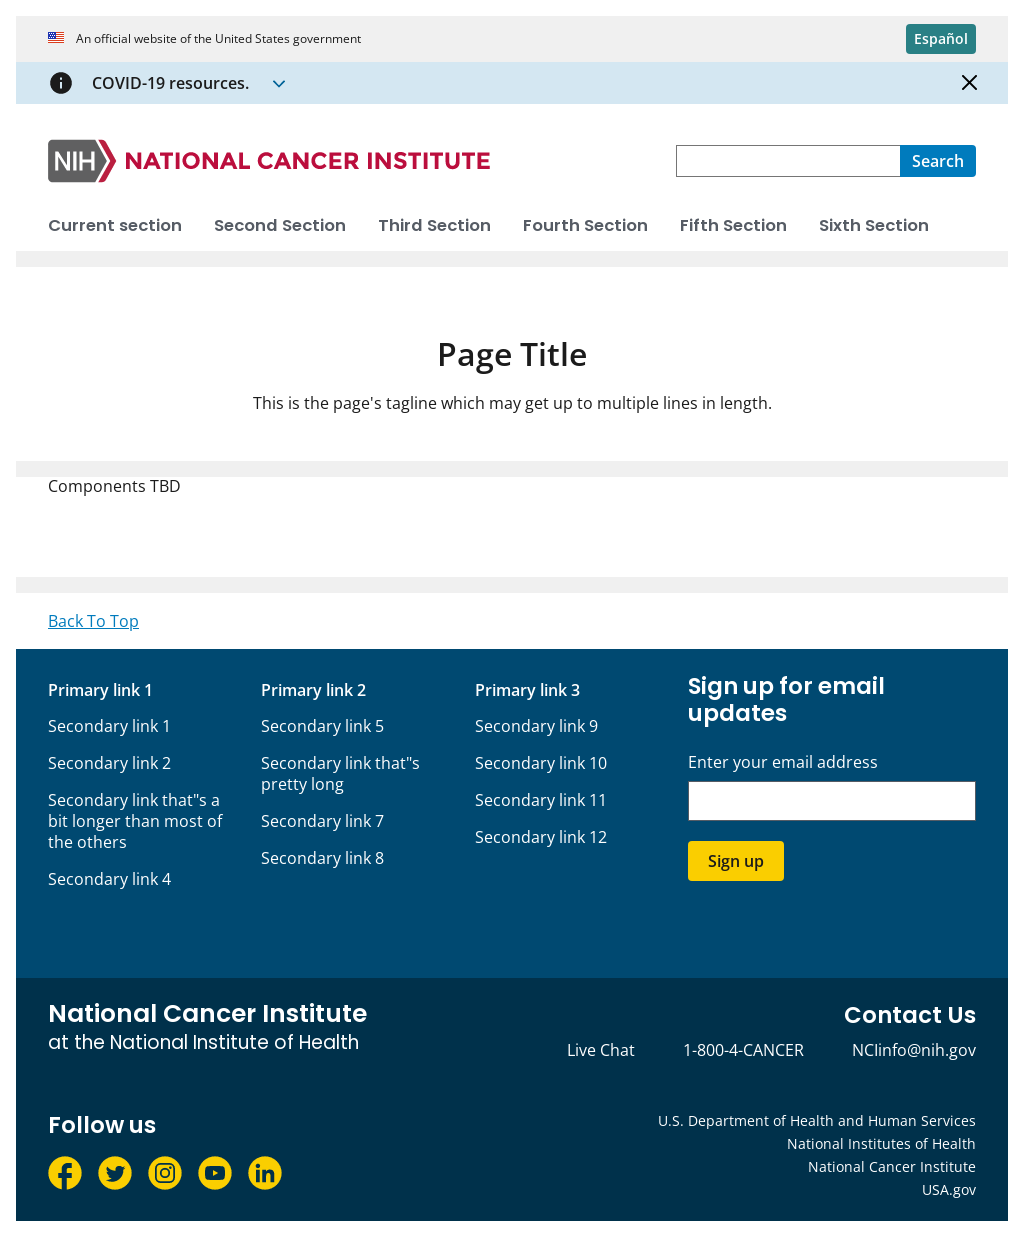 An official website of the United States government
Español
COVID-19 resources.
NIH NATIONAL CANCER INSTITUTE
Search
Current section Second Section Third Section Fourth Section Fifth Section Sixth Section
Page Title
This is the page's tagline which may get up to multiple lines in length.
Components TBD
Back To Top
Primary link 1
Secondary link 1
Secondary link 2
Secondary link that"s a
bit longer than most of
the others
Secondary link 4
Primary link 2
Secondary link 5
Secondary link that"s
pretty long
Secondary link 7
Secondary link 8
Primary link 3
Secondary link 9
Secondary link 10
Secondary link 11
Secondary link 12
Sign up for email
updates
Enter your email address
Sign up
National Cancer Institute
at the National Institute of Health
Contact Us
Live Chat 1-800-4-CANCER NCIinfo@nih.gov
Follow us
U.S. Department of Health and Human Services
National Institutes of Health
National Cancer Institute
USA.gov